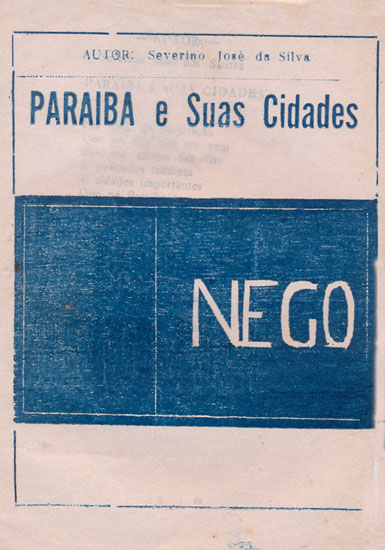 AUTOR: Severino José da Silva
PARAIBA e Suas Cidades
NEGO